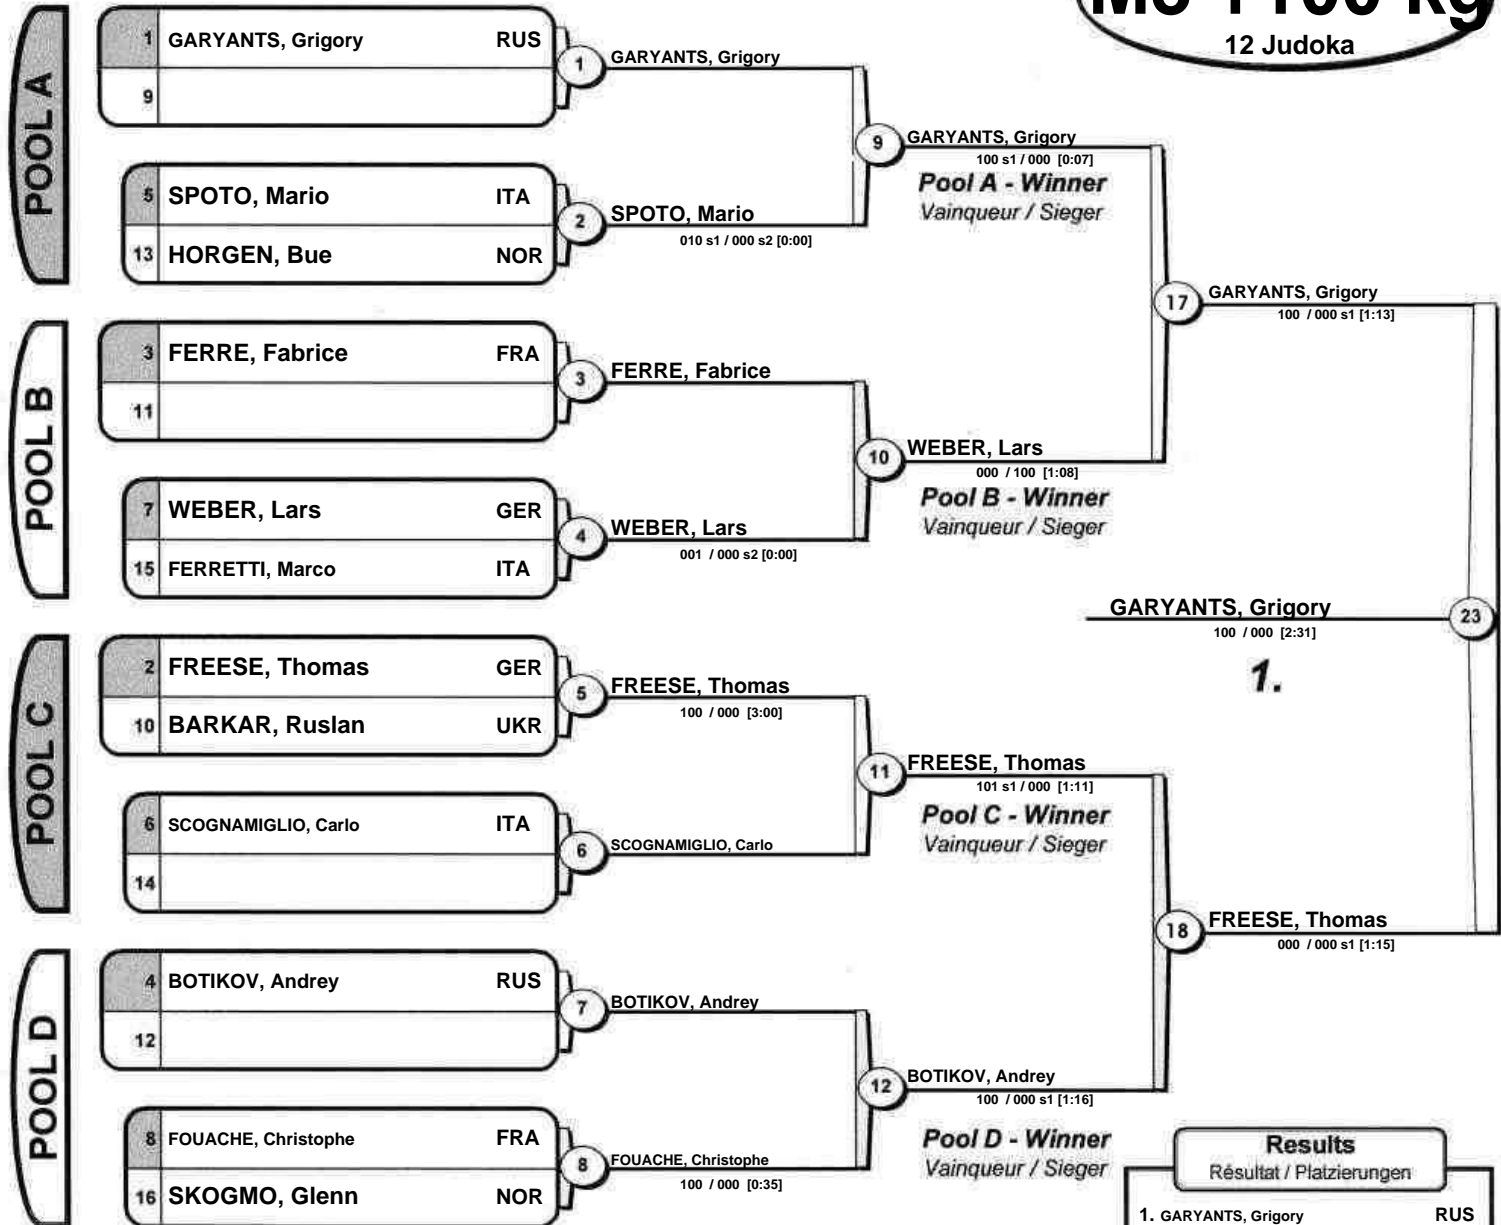 12 Judoka
POOL A
1 GARYANTS, Grigory RUS
9
5 SPOTO, Mario ITA
13 HORGEN, Bue NOR
1 GARYANTS, Grigory
2 SPOTO, Mario
010 s1 / 000 s2 [0:00]
9 GARYANTS, Grigory
100 s1 / 000 [0:07]
Pool A - Winner
Vainqueur / Sieger
POOL B
3 FERRE, Fabrice FRA
11
7 WEBER, Lars GER
15 FERRETTI, Marco ITA
3 FERRE, Fabrice
4 WEBER, Lars
001 / 000 s2 [0:00]
10 WEBER, Lars
000 / 100 [1:08]
Pool B - Winner
Vainqueur / Sieger
17 GARYANTS, Grigory
100 / 000 s1 [1:13]
GARYANTS, Grigory 23
100 / 000 [2:31]
1.
POOL C
2 FREESE, Thomas GER
10 BARKAR, Ruslan UKR
6 SCOGNAMIGLIO, Carlo ITA
14
5 FREESE, Thomas
100 / 000 [3:00]
6 SCOGNAMIGLIO, Carlo
11 FREESE, Thomas
101 s1 / 000 [1:11]
Pool C - Winner
Vainqueur / Sieger
18 FREESE, Thomas
000 / 000 s1 [1:15]
POOL D
4 BOTIKOV, Andrey RUS
12
8 FOUACHE, Christophe FRA
16 SKOGMO, Glenn NOR
7 BOTIKOV, Andrey
8 FOUACHE, Christophe
100 / 000 [0:35]
12 BOTIKOV, Andrey
100 / 000 s1 [1:16]
Pool D - Winner
Vainqueur / Sieger
Results
Résultat / Platzierungen
1. GARYANTS, Grigory RUS